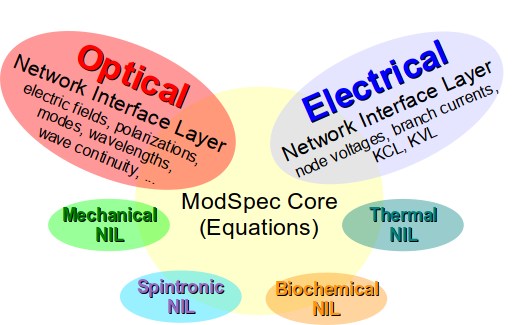 Optical
Network Interface Layer
electric fields, polarizations,
modes, wavelengths,
wave continuity, ...
Electrical
Network Interface Layer
node voltages, branch currents,
KCL, KVL
ModSpec Core
(Equations)
Mechanical
NIL
Thermal
NIL
Spintronic
NIL
Biochemical
NIL